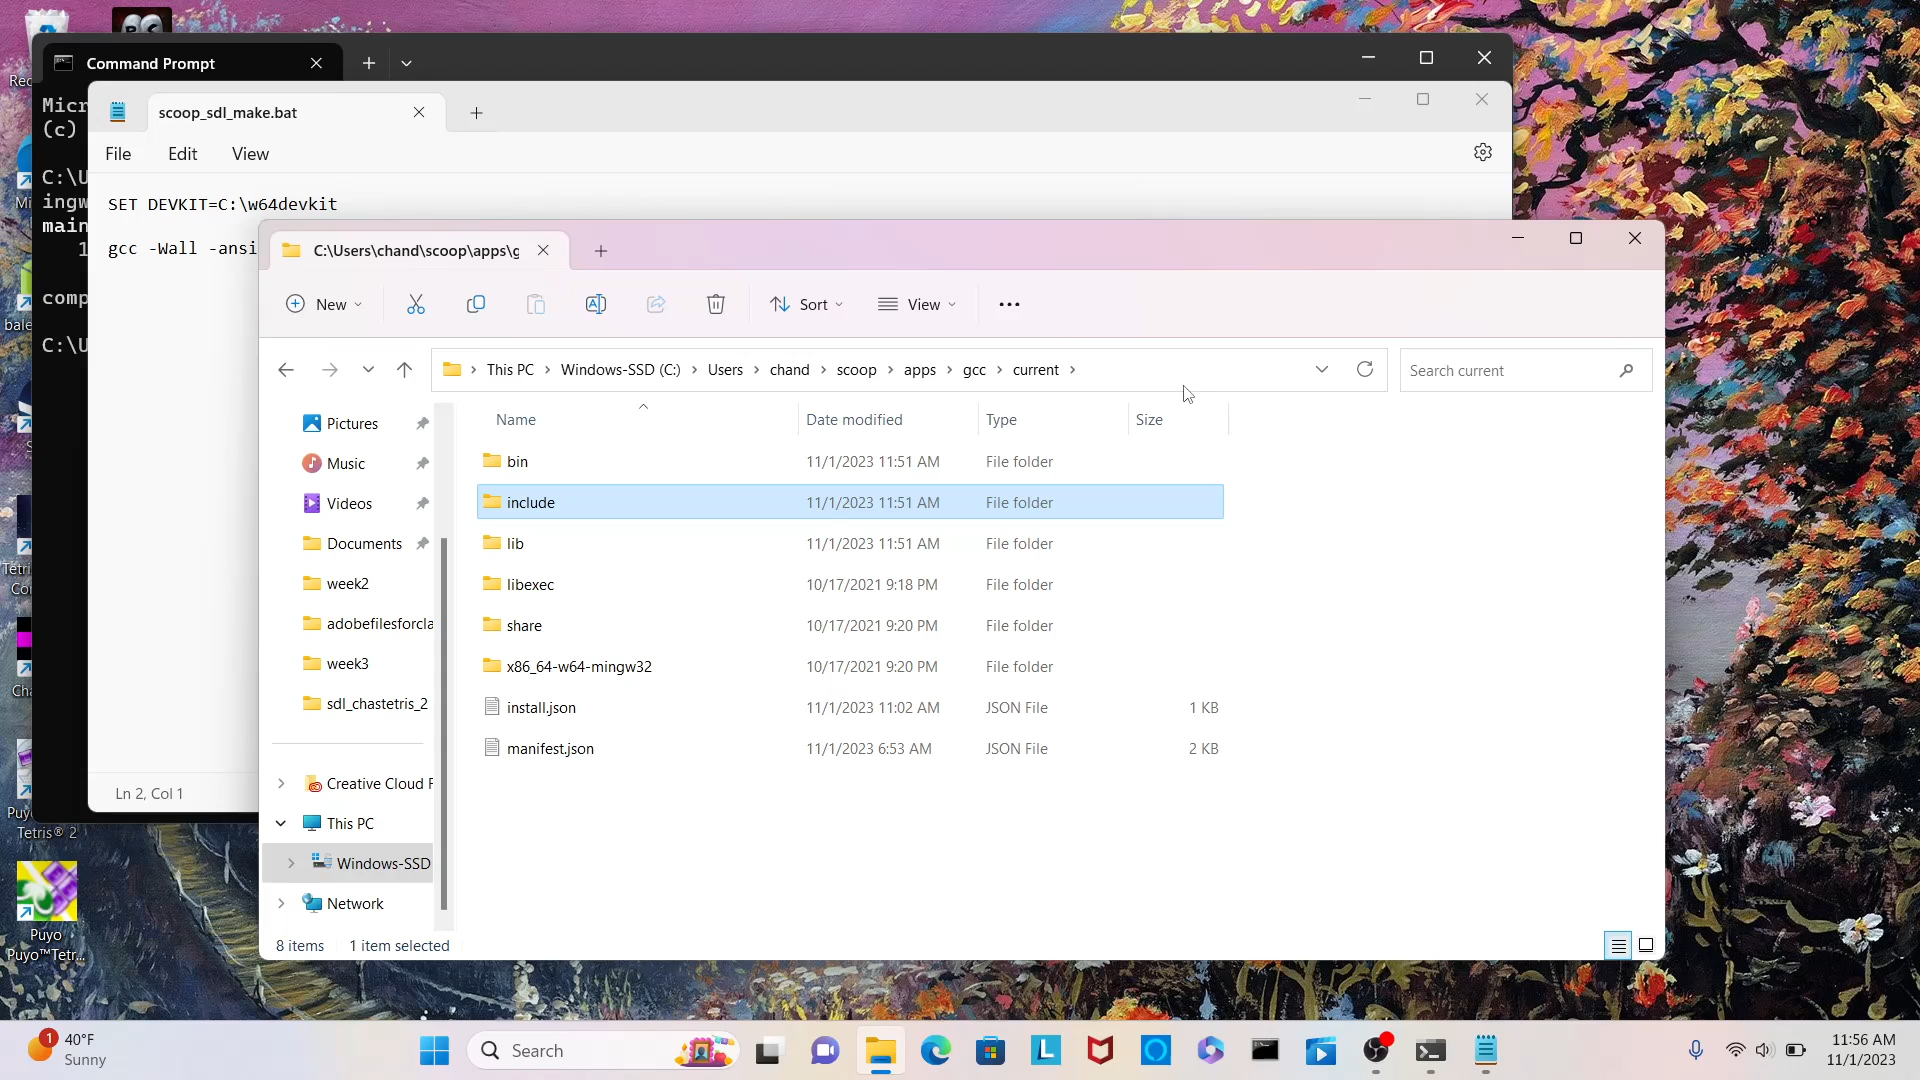 Command Prompt
Micr
(c)
C:\U
ingw
main
1
comp
C:\U
scoop_sdl_make.bat
File Edit View
SET DEVKIT=C:\w64devkit
gcc -Wall -ansi
Ln 2, Col 1
C:\Users\chand\scoop\apps\g
New Sort View
This PC Windows-SSD (C:) Users chand scoop apps gcc current
Search current
Pictures
Music
Videos
Documents
week2
adobefilesforcla
week3
sdl_chastetris_2
Creative Cloud F
This PC
Windows-SSD
Network
Name Date modified Type Size
bin 11/1/2023 11:51 AM File folder
include 11/1/2023 11:51 AM File folder
lib 11/1/2023 11:51 AM File folder
libexec 10/17/2021 9:18 PM File folder
share 10/17/2021 9:20 PM File folder
x86_64-w64-mingw32 10/17/2021 9:20 PM File folder
install.json 11/1/2023 11:02 AM JSON File 1 KB
manifest.json 11/1/2023 6:53 AM JSON File 2 KB
8 items 1 item selected
Rec
Mi
bale
Tetris
Co
Cha
Puyo
Tetris® 2
Puyo
Puyo™Tetr...
1
40°F
Sunny
Search
11:56 AM
11/1/2023